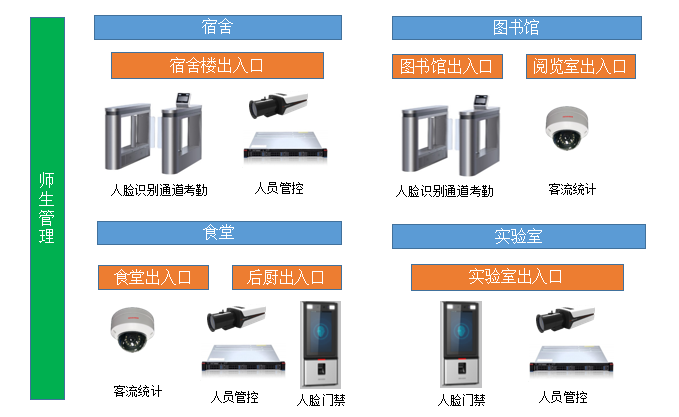 师生管理
宿舍
宿舍楼出入口
人脸识别通道考勤
人员管控
图书馆
图书馆出入口
阅览室出入口
人脸识别通道考勤
客流统计
食堂
食堂出入口
后厨出入口
客流统计
人员管控
人脸门禁
实验室
实验室出入口
人脸门禁
人员管控